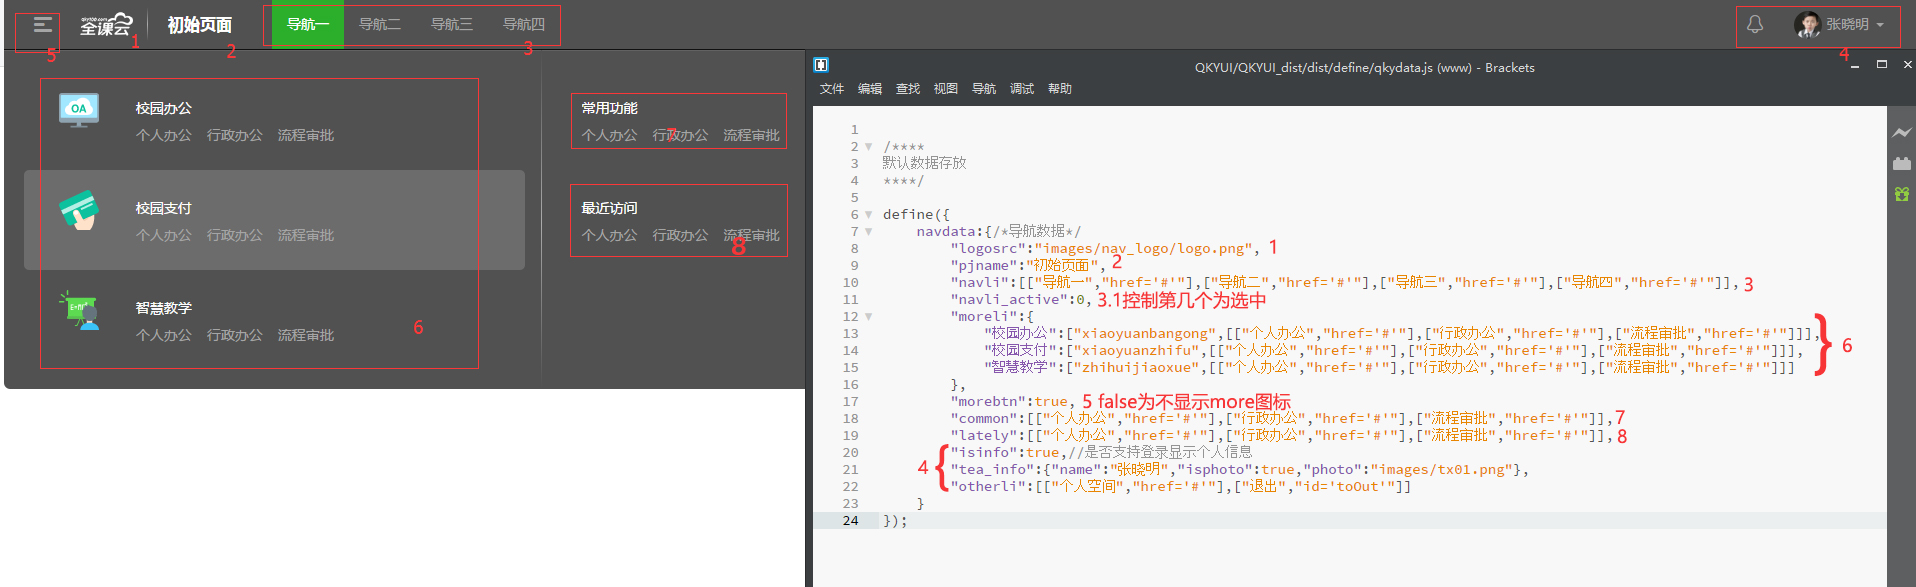 qky100.com
全课云
1
初始页面
2
导航一 导航二 导航三 导航四
3
张晓明
4
5
OA
校园办公
个人办公 行政办公 流程审批
校园支付
个人办公 行政办公 流程审批
智慧教学
个人办公 行政办公 流程审批
6
常用功能
个人办公 行政办公 流程审批
7
最近访问
个人办公 行政办公 流程审批
8
QKYUI/QKYUI_dist/dist/define/qkydata.js (www) - Brackets
文件 编辑 查找 视图 导航 调试 帮助
1
2 /****
3 默认数据存放
4 ****/
5
6 define({
7 navdata:{/*导航数据*/
8 "logosrc":"images/nav_logo/logo.png", 1
9 "pjname":"初始页面", 2
10 "navli":[["导航一","href='#'"],["导航二","href='#'"],["导航三","href='#'"],["导航四","href='#'"]], 3
11 "navli_active":0, 3.1控制第几个为选中
12 "moreli":{
13 "校园办公":["xiaoyuanbangong",[["个人办公","href='#'"],["行政办公","href='#'"],["流程审批","href='#'"]]],
14 "校园支付":["xiaoyuanzhifu",[["个人办公","href='#'"],["行政办公","href='#'"],["流程审批","href='#'"]]], 6
15 "智慧教学":["zhihuijiaoxue",[["个人办公","href='#'"],["行政办公","href='#'"],["流程审批","href='#'"]]]
16 },
17 "morebtn":true, 5 false为不显示more图标
18 "common":[["个人办公","href='#'"],["行政办公","href='#'"],["流程审批","href='#'"]], 7
19 "lately":[["个人办公","href='#'"],["行政办公","href='#'"],["流程审批","href='#'"]], 8
20 "isinfo":true,//是否支持登录显示个人信息
21 4 "tea_info":{"name":"张晓明","isphoto":true,"photo":"images/tx01.png"},
22 "otherli":[["个人空间","href='#'"],["退出","id='toOut'"]]
23 }
24 });